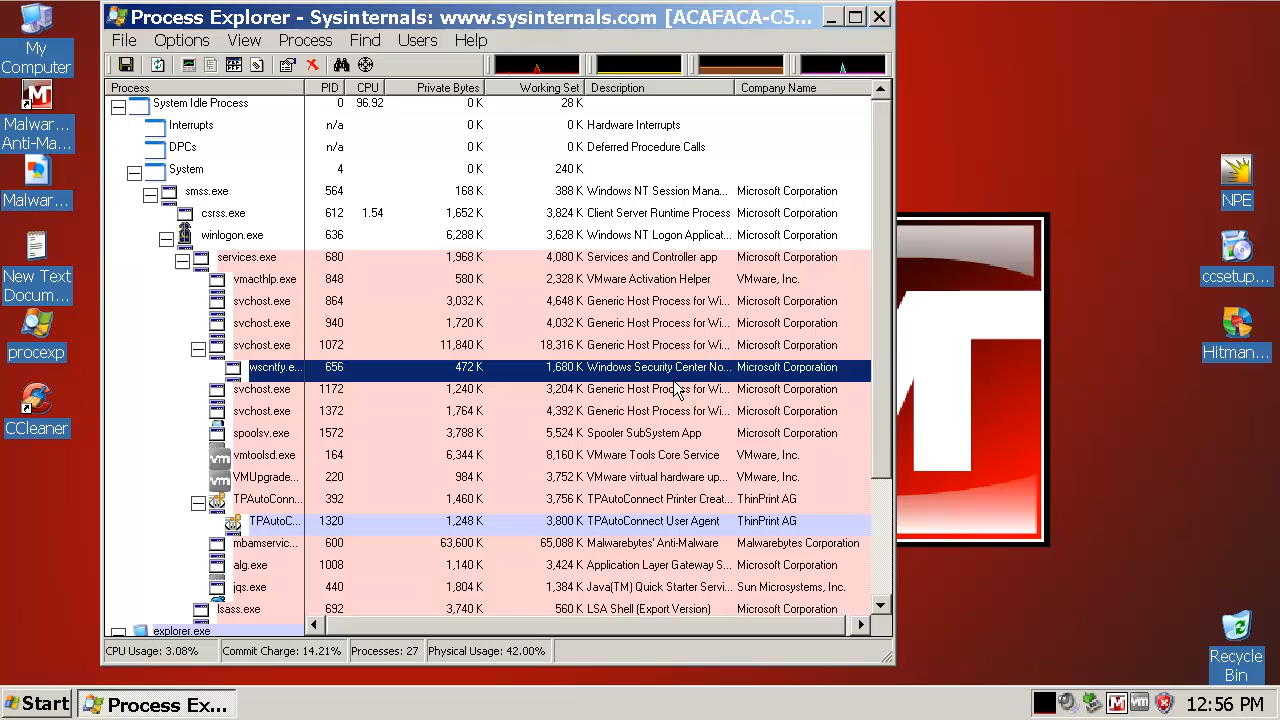 Process Explorer - Sysinternals: www.sysinternals.com [ACAFACA-C5...
File Options View Process Find Users Help
Process PID CPU Private Bytes Working Set Description Company Name
System Idle Process 0 96.92 0 K 28 K
Interrupts n/a 0 K 0 K Hardware Interrupts
DPCs n/a 0 K 0 K Deferred Procedure Calls
System 4 0 K 240 K
smss.exe 564 168 K 388 K Windows NT Session Mana... Microsoft Corporation
csrss.exe 612 1.54 1,652 K 3,824 K Client Server Runtime Process Microsoft Corporation
winlogon.exe 636 6,288 K 3,628 K Windows NT Logon Applicat... Microsoft Corporation
services.exe 680 1,968 K 4,080 K Services and Controller app Microsoft Corporation
vmacthlp.exe 848 580 K 2,328 K VMware Activation Helper VMware, Inc.
svchost.exe 864 3,032 K 4,648 K Generic Host Process for Wi... Microsoft Corporation
svchost.exe 940 1,720 K 4,092 K Generic Host Process for Wi... Microsoft Corporation
svchost.exe 1072 11,840 K 18,316 K Generic Host Process for Wi... Microsoft Corporation
wscntfy.e... 656 472 K 1,680 K Windows Security Center No... Microsoft Corporation
svchost.exe 1172 1,240 K 3,204 K Generic Host Process for Wi... Microsoft Corporation
svchost.exe 1372 1,764 K 4,392 K Generic Host Process for Wi... Microsoft Corporation
spoolsv.exe 1572 3,788 K 5,524 K Spooler SubSystem App Microsoft Corporation
vmtoolsd.exe 164 6,344 K 8,160 K VMware Tools Core Service VMware, Inc.
VMUpgrade... 220 984 K 3,752 K VMware virtual hardware up... VMware, Inc.
TPAutoConn... 392 1,460 K 3,756 K TPAutoConnect Printer Creat... ThinPrint AG
TPAutoC... 1320 1,248 K 3,800 K TPAutoConnect User Agent ThinPrint AG
mbamservic... 600 63,600 K 65,088 K Malwarebytes' Anti-Malware Malwarebytes Corporation
alg.exe 1008 1,140 K 3,424 K Application Layer Gateway S... Microsoft Corporation
jqs.exe 440 1,804 K 1,384 K Java(TM) Quick Starter Servi... Sun Microsystems, Inc.
lsass.exe 692 3,740 K 560 K LSA Shell (Export Version) Microsoft Corporation
explorer.exe
CPU Usage: 3.08% Commit Charge: 14.21% Processes: 27 Physical Usage: 42.00%
My
Computer
Malwar...
Anti-Ma...
Malwar...
New Text
Docum...
procexp
CCleaner
NPE
ccsetup...
Hitman...
Recycle
Bin
Start Process Ex... vm 12:56 PM